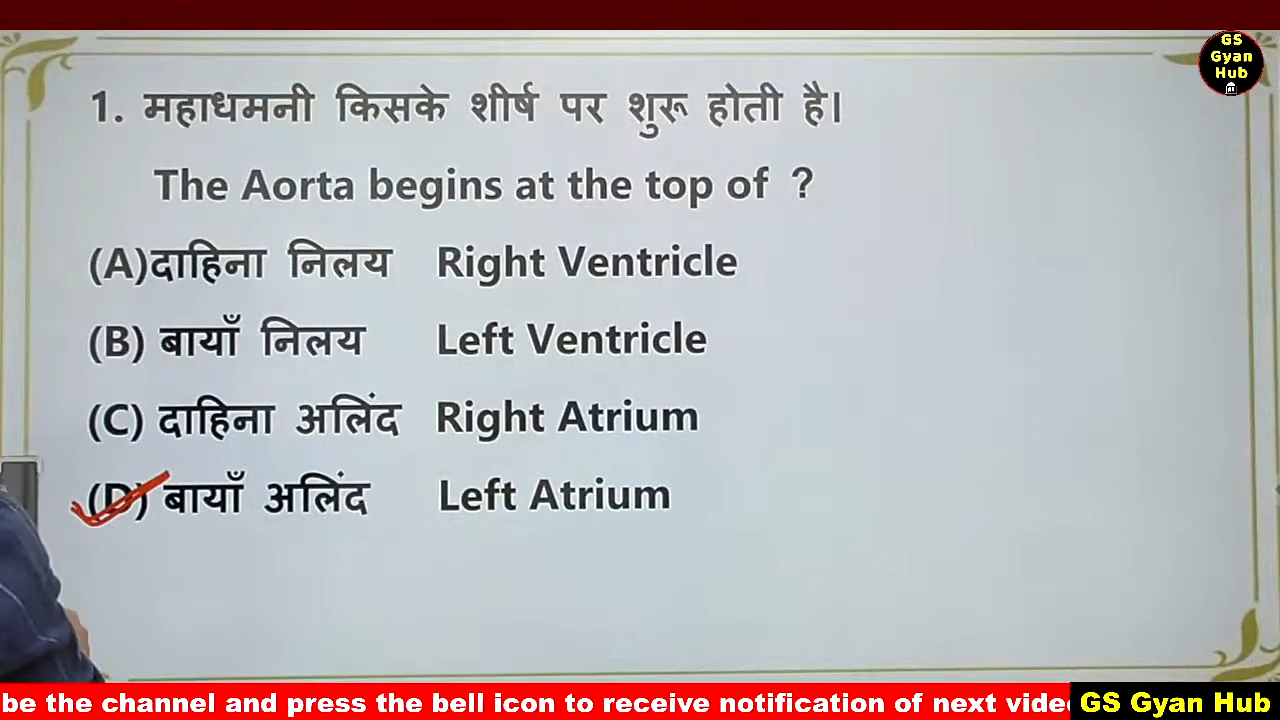 GS
Gyan
Hub
1. महाधमनी किसके शीर्ष पर शुरू होती है।
The Aorta begins at the top of ?
(A)दाहिना निलय Right Ventricle
(B) बायाँ निलय Left Ventricle
(C) दाहिना अलिंद Right Atrium
(D) बायाँ अलिंद Left Atrium
be the channel and press the bell icon to receive notification of next vide
GS Gyan Hub